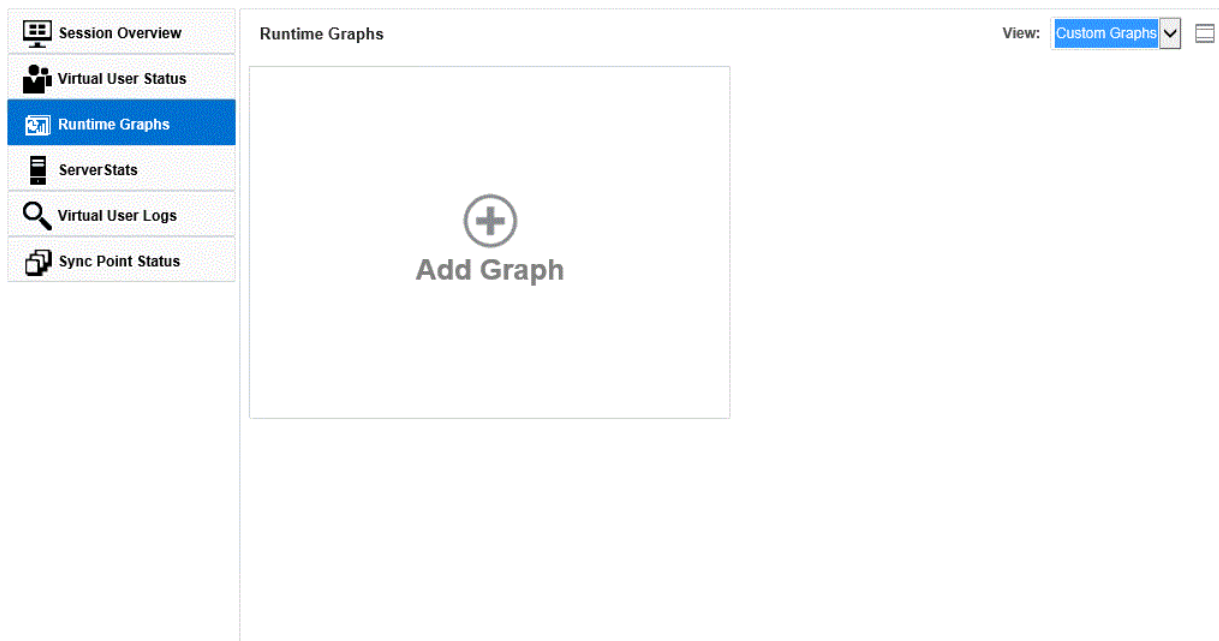 Session Overview
Virtual User Status
Runtime Graphs
ServerStats
Virtual User Logs
Sync Point Status
Runtime Graphs
View: Custom Graphs
Add Graph